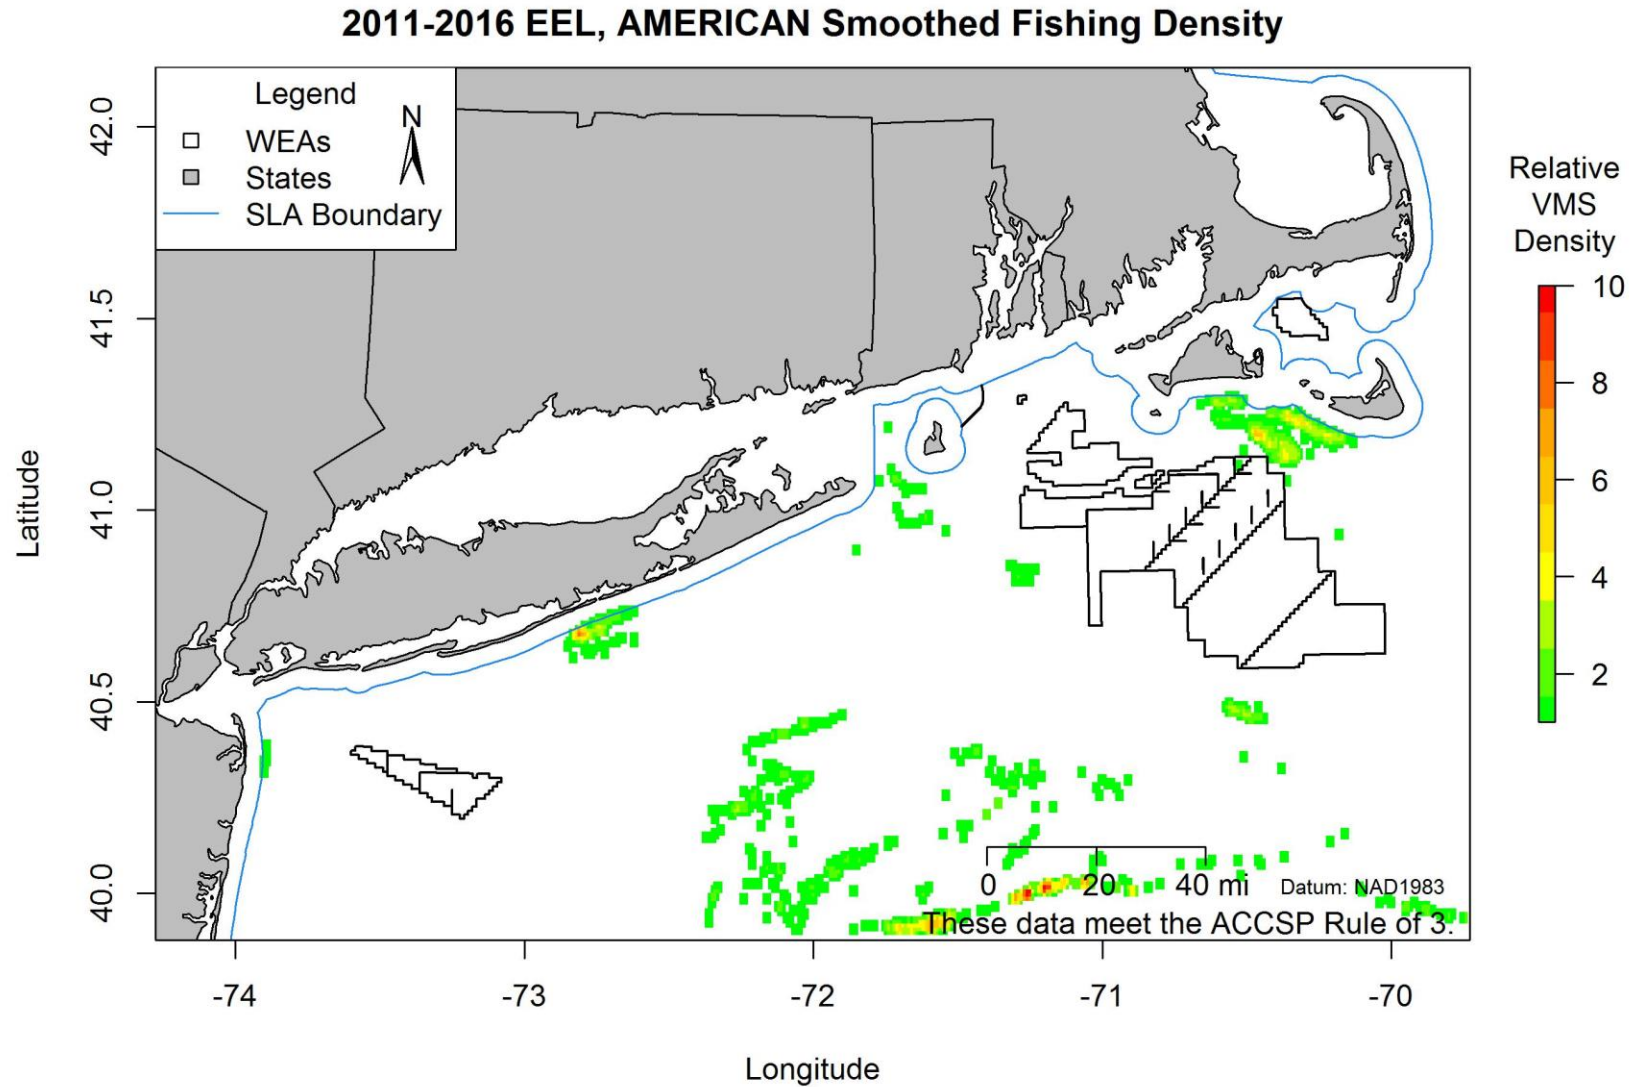 2011-2016 EEL, AMERICAN Smoothed Fishing Density
Legend
N
WEAs
States
SLA Boundary
Relative
VMS
Density
10
8
6
4
2
Latitude
42.0
41.5
41.0
40.5
40.0
0 20 40 mi
Datum: NAD1983
These data meet the ACCSP Rule of 3.
-74 -73 -72 -71 -70
Longitude